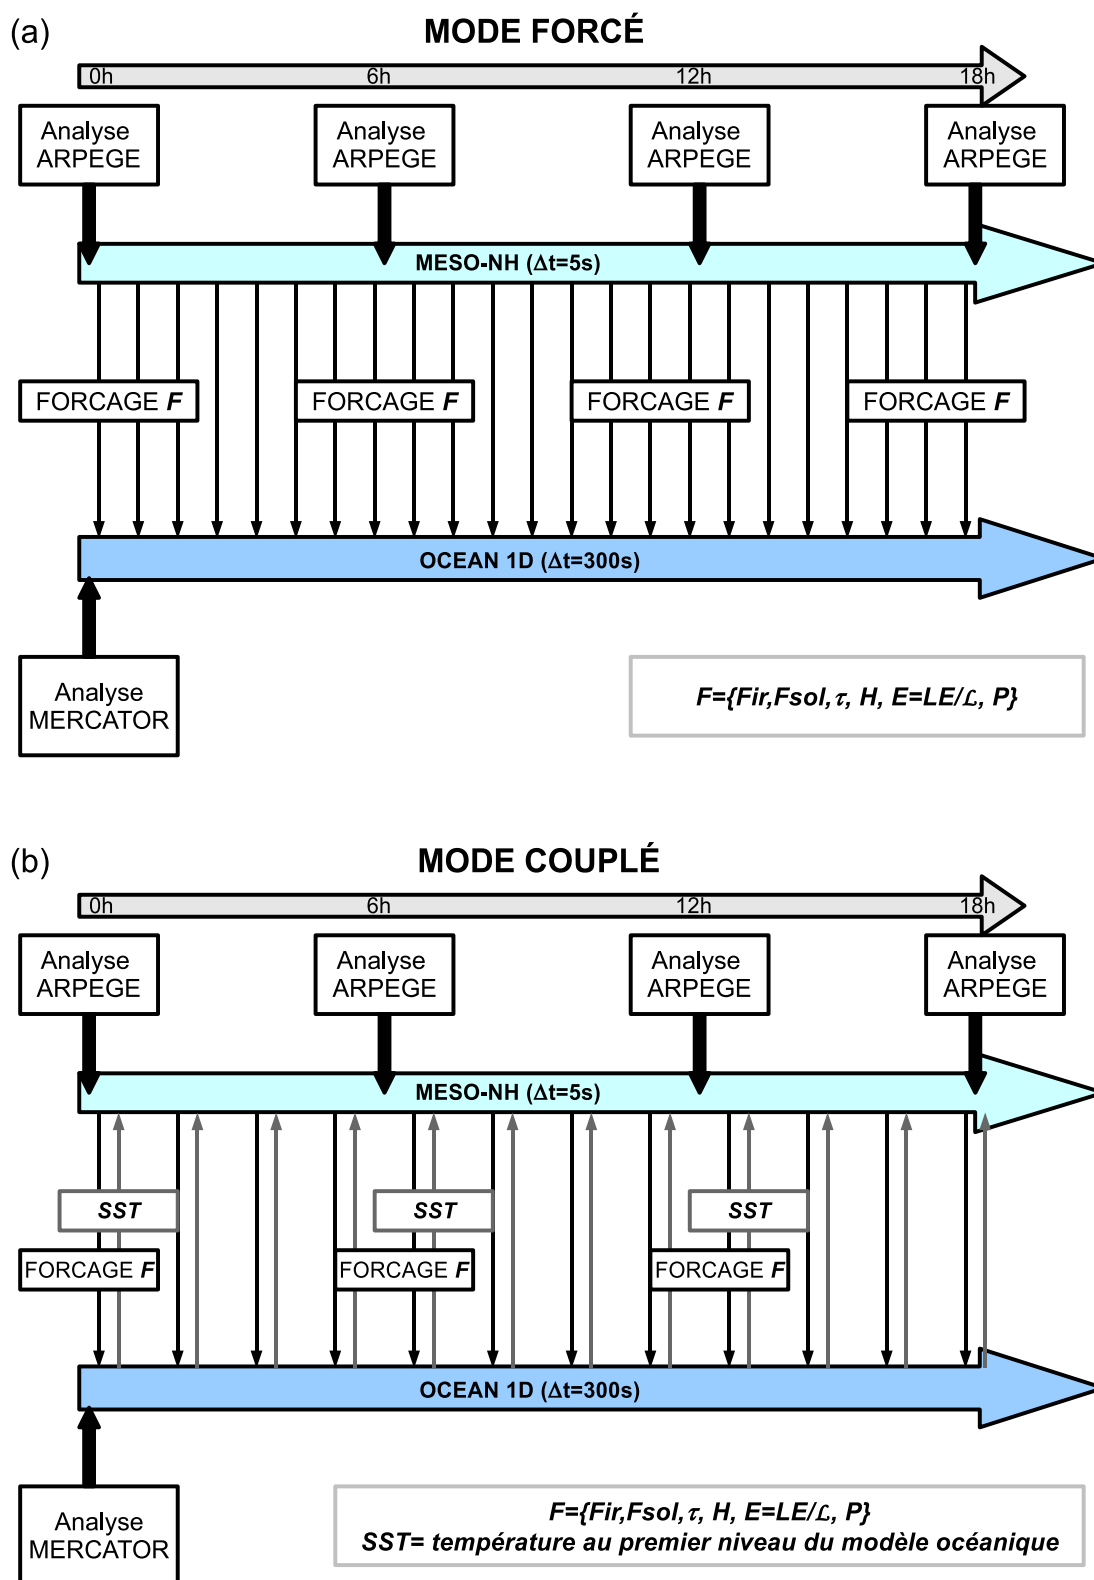 (a)
MODE FORCÉ
0h 6h 12h 18h
Analyse ARPEGE
Analyse ARPEGE
Analyse ARPEGE
Analyse ARPEGE
MESO-NH (Δt=5s)
FORCAGE F
FORCAGE F
FORCAGE F
FORCAGE F
OCEAN 1D (Δt=300s)
Analyse
MERCATOR
F={Fir,Fsol,τ, H, E=LE/ℒ, P}
(b)
MODE COUPLÉ
0h 6h 12h 18h
Analyse ARPEGE
Analyse ARPEGE
Analyse ARPEGE
Analyse ARPEGE
MESO-NH (Δt=5s)
SST
SST
SST
FORCAGE F
FORCAGE F
FORCAGE F
OCEAN 1D (Δt=300s)
Analyse
MERCATOR
F={Fir,Fsol,τ, H, E=LE/ℒ, P}
SST= température au premier niveau du modèle océanique